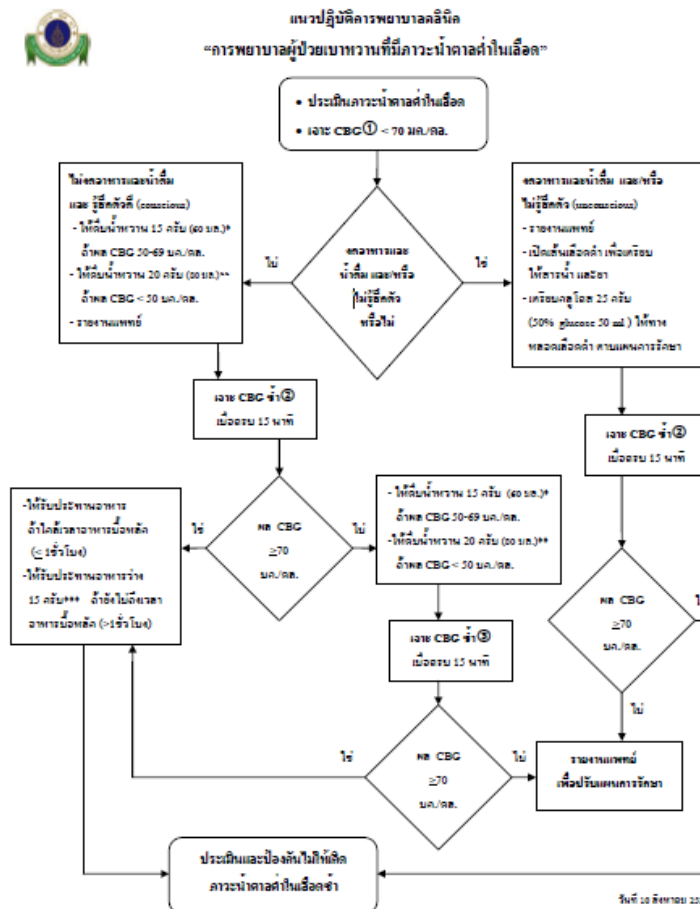 แนวปฏิบัติการพยาบาลคลินิค
“การพยาบาลผู้ป่วยเบาหวานที่มีภาวะน้ำตาลต่ำในเลือด”
• ประเมินภาวะน้ำตาลต่ำในเลือด
• เจาะ CBG① < 70 มก./ดล.
ไม่งดอาหารและน้ำดื่ม
และ รู้สึกตัวดี (conscious)
- ให้ดื่มน้ำหวาน 15 ครับ (60 มล.)*
ถ้าผล CBG 50-69 มก./ดล.
- ให้ดื่มน้ำหวาน 20 ครับ (80 มล.)**
ถ้าผล CBG < 50 มก./ดล.
- รายงานแพทย์
ไม่
งดอาหารและ
น้ำดื่ม และ/หรือ
ไม่รู้สึกตัว
หรือไม่
ใช่
งดอาหารและน้ำดื่ม และ/หรือ
ไม่รู้สึกตัว (unconscious)
- รายงานแพทย์
- เปิดเส้นเลือดดำ เพื่อเตรียม
ให้สารน้ำ และยา
- เตรียมกลูโคส 25 ครับ
(50% glucose 50 ml.) ให้ทาง
หลอดเลือดดำ ตามแผนการรักษา
เจาะ CBG ซ้ำ②
เมื่อครบ 15 นาที
เจาะ CBG ซ้ำ②
เมื่อครบ 15 นาที
-ให้รับประทานอาหาร
ถ้าใกล้เวลาอาหารมื้อหลัก
(≤ 1ชั่วโมง)
-ให้รับประทานอาหารว่าง
15 ครับ*** ถ้ายังไม่ถึงเวลา
อาหารมื้อหลัก (>1ชั่วโมง)
ใช่
ผล CBG
≥70
มก./ดล.
ไม่
- ให้ดื่มน้ำหวาน 15 ครับ (60 มล.)*
ถ้าผล CBG 50-69 มก./ดล.
- ให้ดื่มน้ำหวาน 20 ครับ (80 มล.)**
ถ้าผล CBG < 50 มก./ดล.
ผล CBG
≥70
มก./ดล.
ไม่
เจาะ CBG ซ้ำ③
เมื่อครบ 15 นาที
ใช่
ผล CBG
≥70
มก./ดล.
ไม่
รายงานแพทย์
เพื่อปรับแผนการรักษา
ประเมินและป้องกันไม่ให้เกิด
ภาวะน้ำตาลต่ำในเลือดซ้ำ
วันที่ 10 สิงหาคม